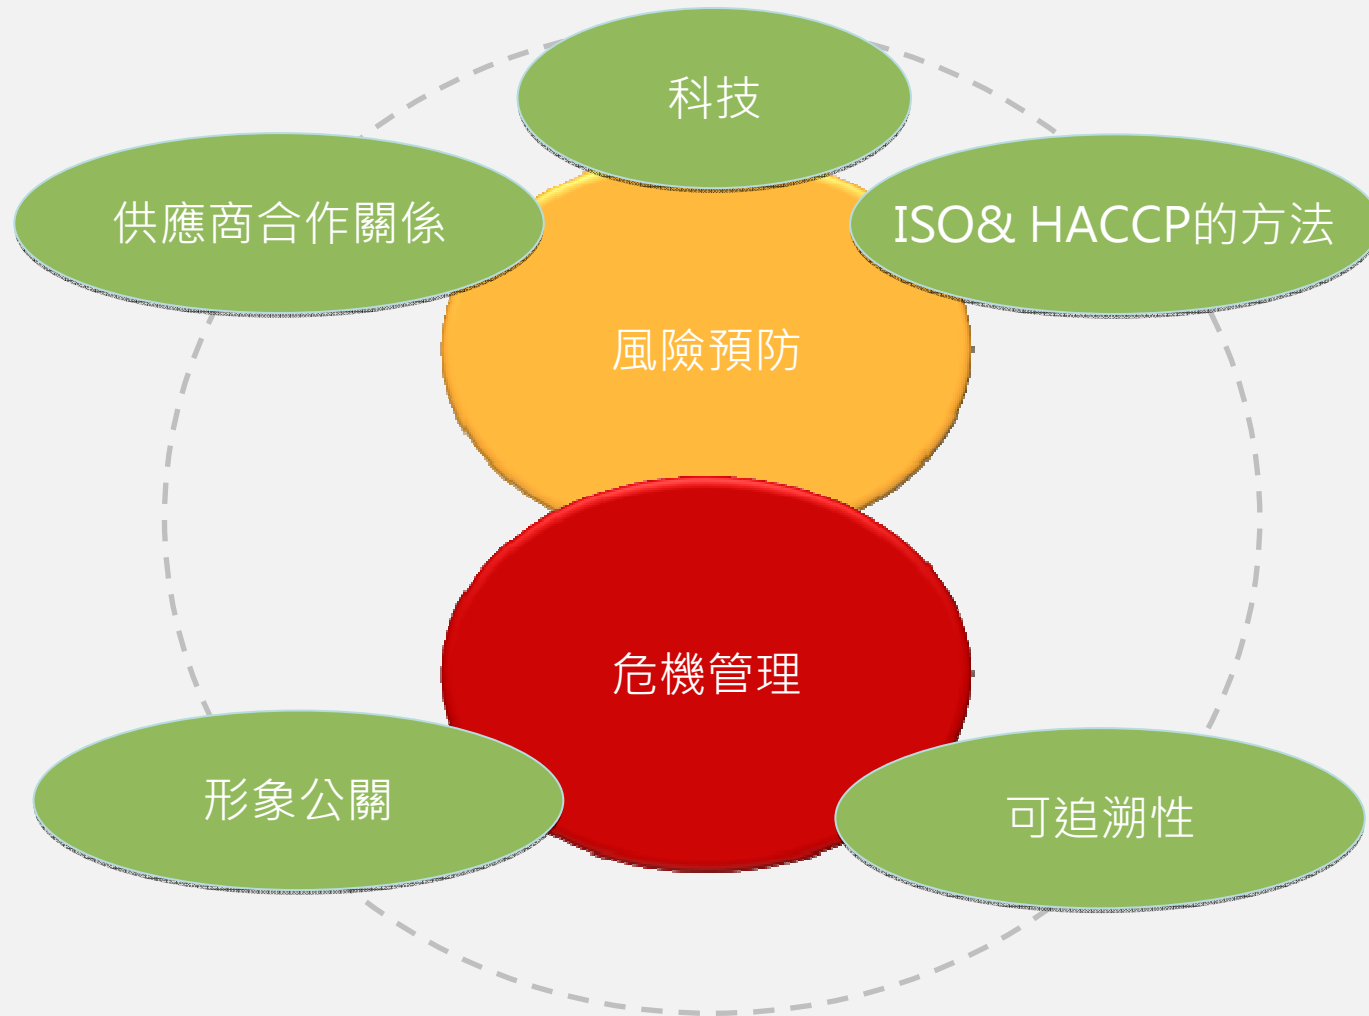 科技
供應商合作關係
ISO& HACCP的方法
風險預防
危機管理
形象公關
可追溯性